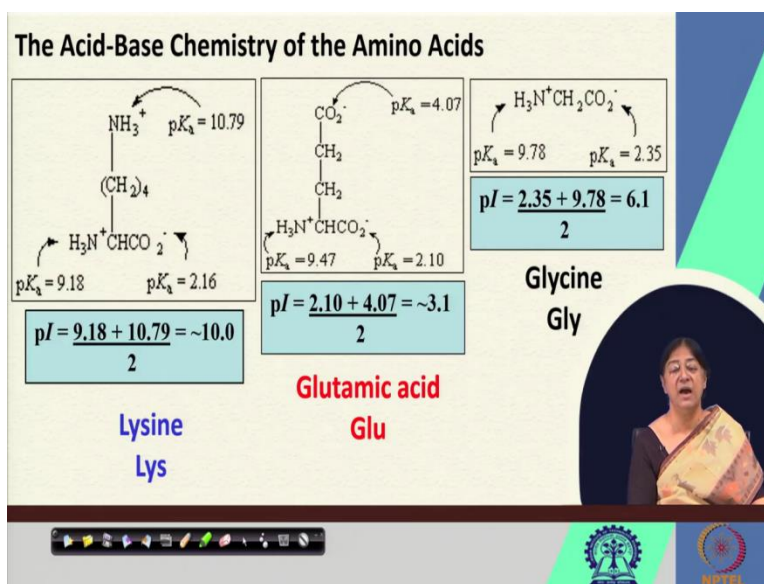 The Acid-Base Chemistry of the Amino Acids
NH₃⁺
pKₐ = 10.79
(CH₂)₄
H₃N⁺CHCO₂⁻
pKₐ = 9.18 pKₐ = 2.16
pI = 9.18 + 10.79 = ~10.0
2
Lysine
Lys
CO₂⁻
pKₐ = 4.07
CH₂
CH₂
H₃N⁺CHCO₂⁻
pKₐ = 9.47 pKₐ = 2.10
pI = 2.10 + 4.07 = ~3.1
2
Glutamic acid
Glu
H₃N⁺CH₂CO₂⁻
pKₐ = 9.78 pKₐ = 2.35
pI = 2.35 + 9.78 = 6.1
2
Glycine
Gly
NPTEL